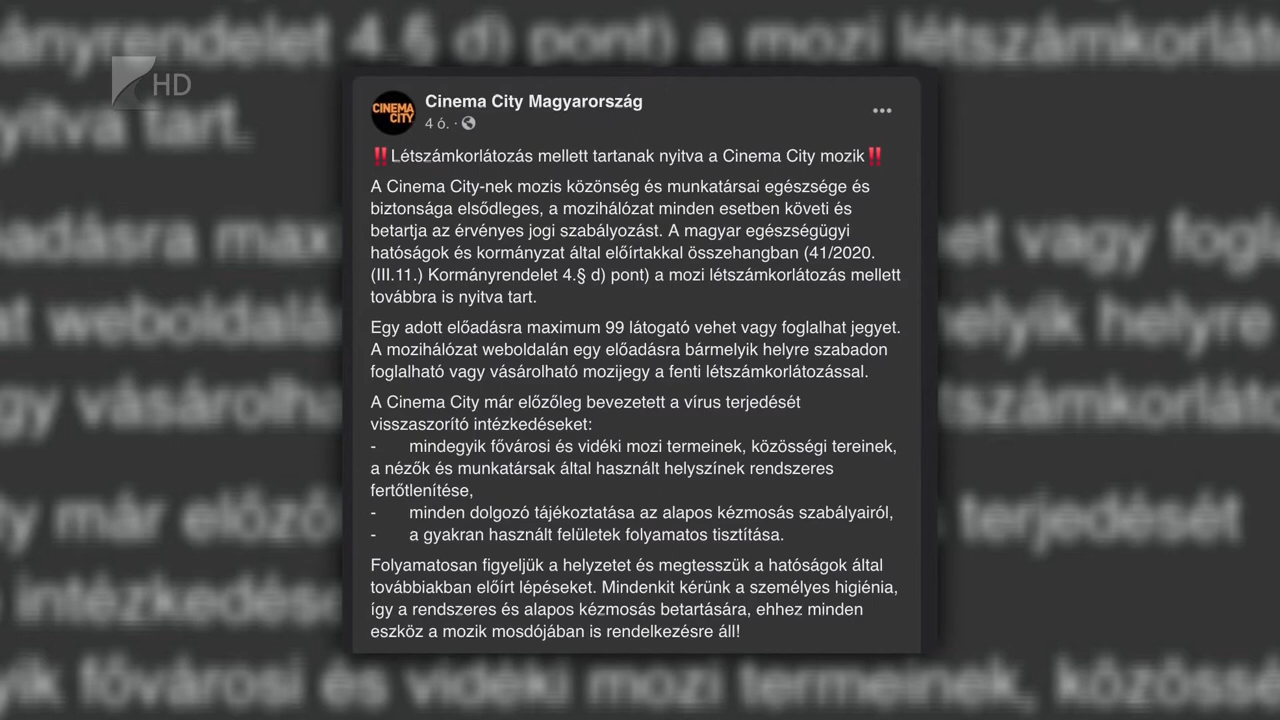 HD
CINEMA
CITY
Cinema City Magyarország
4 ó. ·
‼Létszámkorlátozás mellett tartanak nyitva a Cinema City mozik‼
A Cinema City-nek mozis közönség és munkatársai egészsége és
biztonsága elsődleges, a mozihálózat minden esetben követi és
betartja az érvényes jogi szabályozást. A magyar egészségügyi
hatóságok és kormányzat által előírtakkal összehangban (41/2020.
(III.11.) Kormányrendelet 4.§ d) pont) a mozi létszámkorlátozás mellett
továbbra is nyitva tart.
Egy adott előadásra maximum 99 látogató vehet vagy foglalhat jegyet.
A mozihálózat weboldalán egy előadásra bármelyik helyre szabadon
foglalható vagy vásárolható mozijegy a fenti létszámkorlátozással.
A Cinema City már előzőleg bevezetett a vírus terjedését
visszaszorító intézkedéseket:
- mindegyik fővárosi és vidéki mozi termeinek, közösségi tereinek,
a nézők és munkatársak által használt helyszínek rendszeres
fertőtlenítése,
- minden dolgozó tájékoztatása az alapos kézmosás szabályairól,
- a gyakran használt felületek folyamatos tisztítása.
Folyamatosan figyeljük a helyzetet és megtesszük a hatóságok által
továbbiakban előírt lépéseket. Mindenkit kérünk a személyes higiénia,
így a rendszeres és alapos kézmosás betartására, ehhez minden
eszköz a mozik mosdójában is rendelkezésre áll!